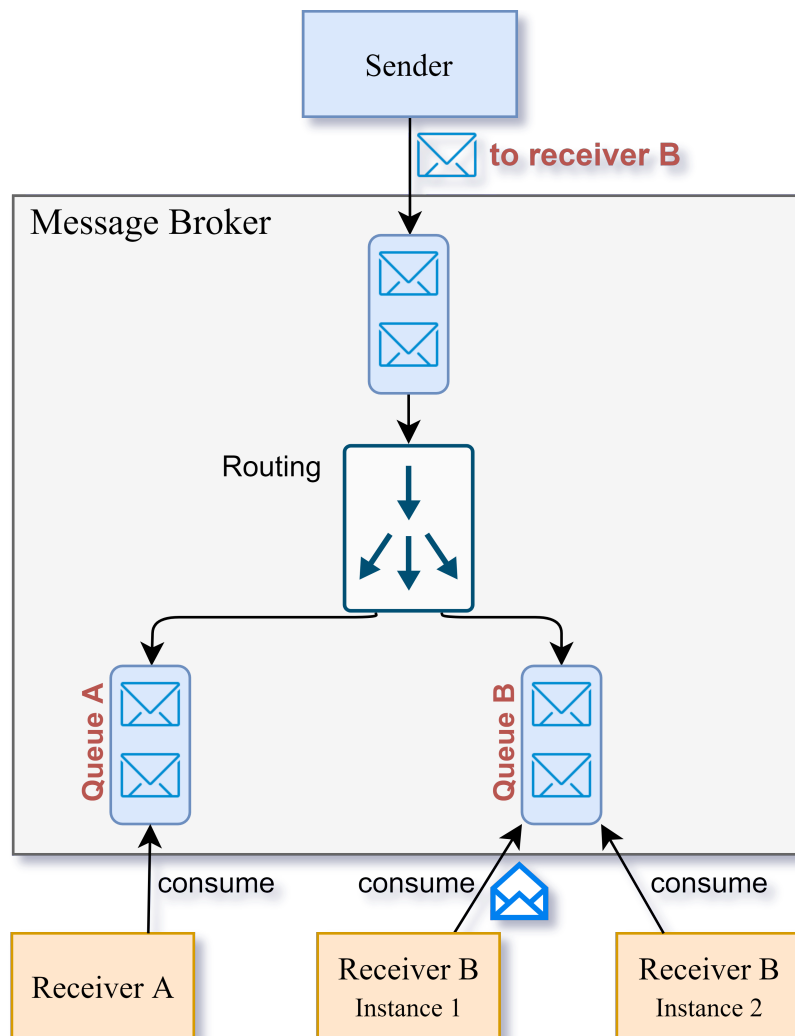 Sender
to receiver B
Message Broker
Routing
Queue A
Queue B
consume
consume
consume
Receiver A
Receiver B
Instance 1
Receiver B
Instance 2